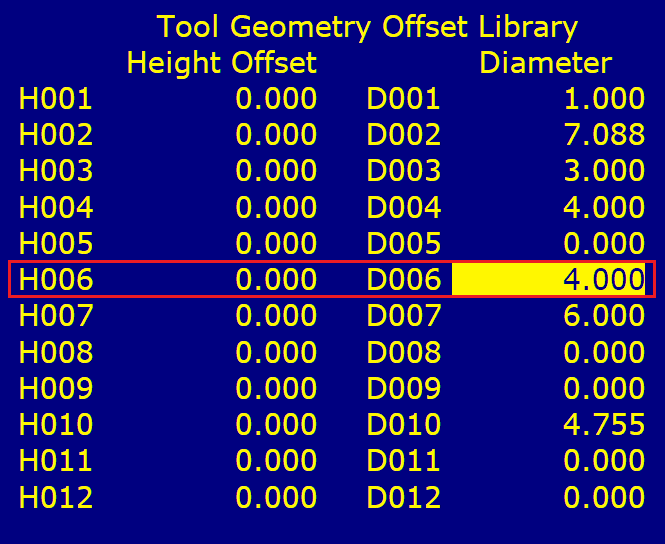 Tool Geometry Offset Library
Height Offset Diameter
H001 0.000 D001 1.000
H002 0.000 D002 7.088
H003 0.000 D003 3.000
H004 0.000 D004 4.000
H005 0.000 D005 0.000
H006 0.000 D006 4.000
H007 0.000 D007 6.000
H008 0.000 D008 0.000
H009 0.000 D009 0.000
H010 0.000 D010 4.755
H011 0.000 D011 0.000
H012 0.000 D012 0.000